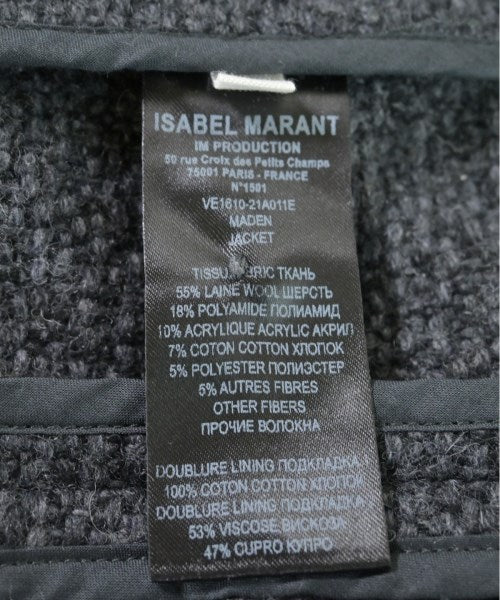 ISABEL MARANT
IM PRODUCTION
50 rue Croix des Petits Champs
75001 PARIS - FRANCE
N°1501
VE1610-21A011E
MADEN
JACKET
55% LAINE WOOL ШЕРСТЬ
18% POLYAMIDE ПОЛИАМИД
10% ACRYLIQUE ACRYLIC АКРИЛ
7% COTON COTTON ХЛОПОК
5% POLYESTER ПОЛИЭСТЕР
5% AUTRES FIBRES
OTHER FIBERS
ПРОЧИЕ ВОЛОКНА
DOUBLURE LINING ПОДКЛАДКА
100% COTON COTTON ХЛОПОК
DOUBLURE LINING ПОДКЛАДКА
53% VISCOSE ВИСКОЗА
47% CUPRO КУПРО